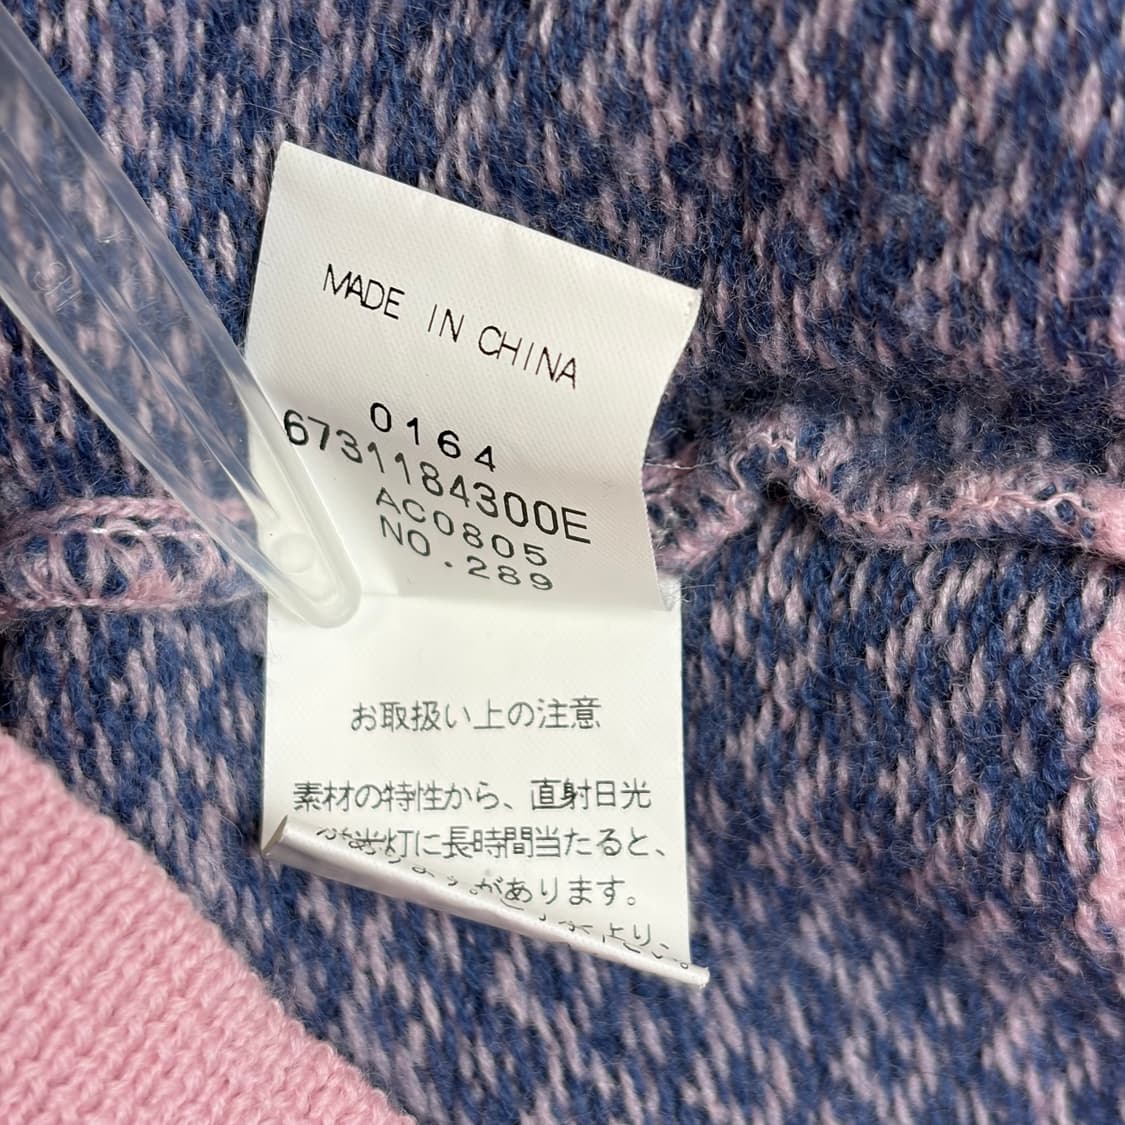 MADE IN CHINA
0164
6731184300E
AC0805
NO.289
お取扱い上の注意
素材の特性から、直射日光
灯に長時間当たると、
があります。
より、